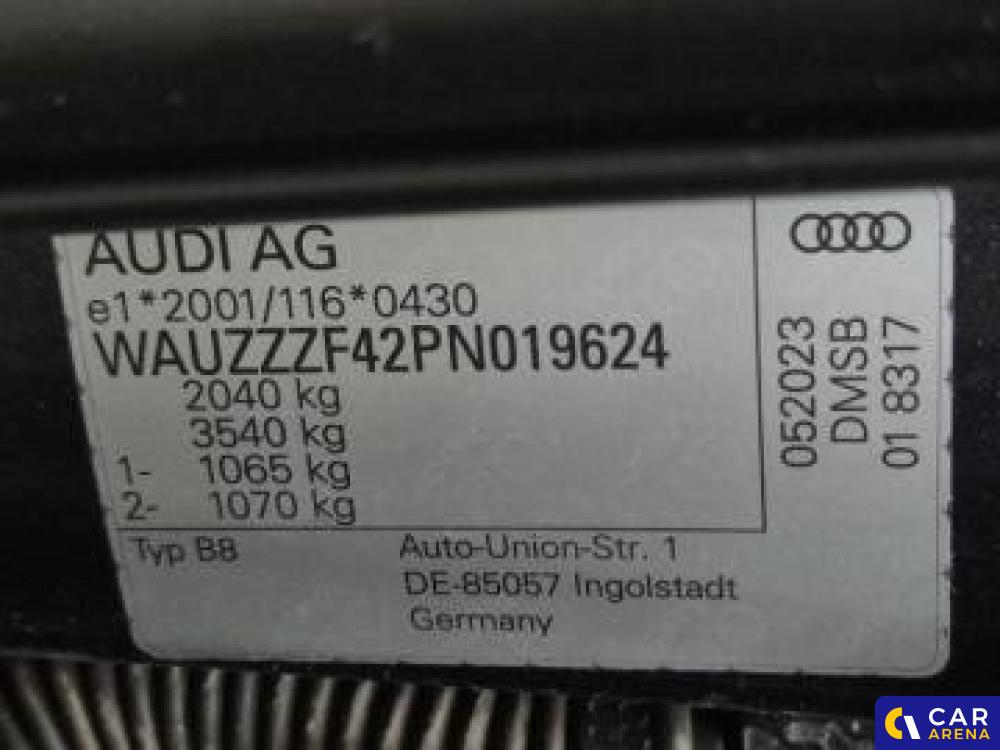 AUDI AG
e1*2001/116*0430
WAUZZZF42PN019624
2040 kg
3540 kg
1- 1065 kg
2- 1070 kg
Typ B8
Auto-Union-Str. 1
DE-85057 Ingolstadt
Germany
052023
DMSB
01 8317
CAR
ARENA